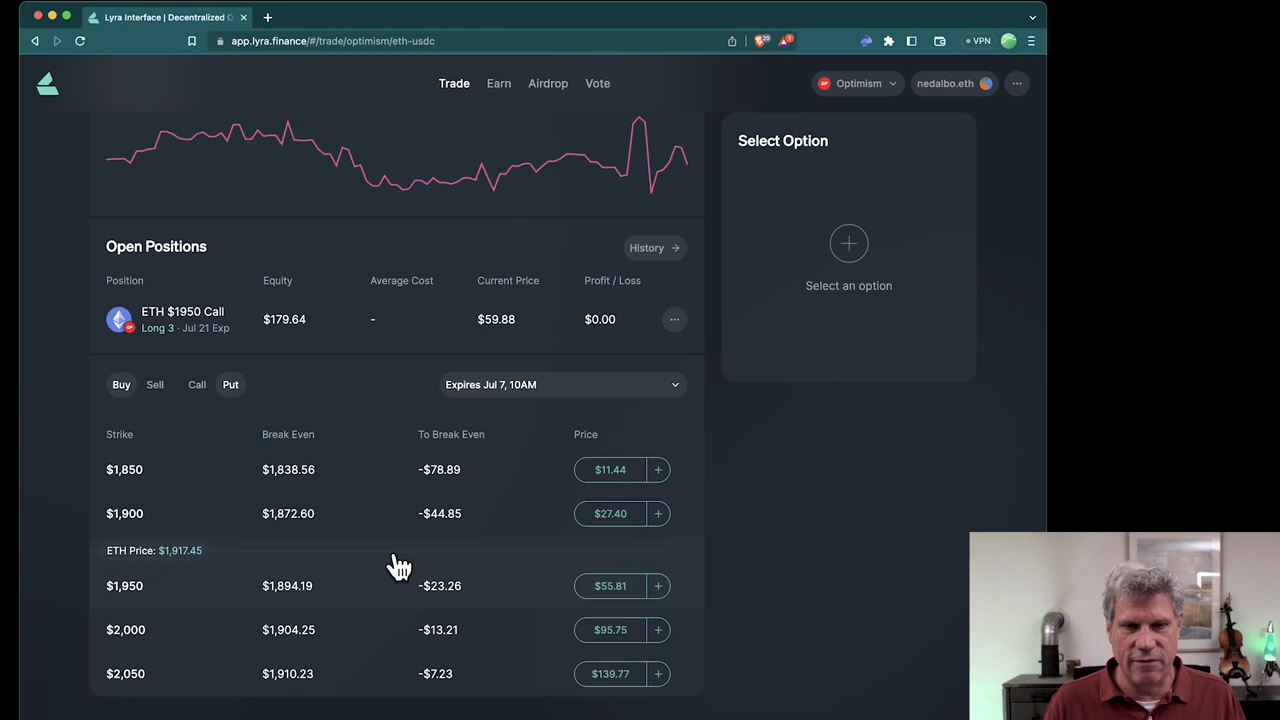 Lyra Interface | Decentralized O
app.lyra.finance/#/trade/optimism/eth-usdc
20
1
VPN
Trade Earn Airdrop Vote
OP Optimism
nedalbo.eth
Select Option
Select an option
Open Positions
History
Position Equity Average Cost Current Price Profit / Loss
ETH $1950 Call
Long 3 · Jul 21 Exp
$179.64 - $59.88 $0.00
Buy Sell Call Put
Expires Jul 7, 10AM
Strike Break Even To Break Even Price
$1,850 $1,838.56 -$78.89 $11.44 +
$1,900 $1,872.60 -$44.85 $27.40 +
ETH Price: $1,917.45
$1,950 $1,894.19 -$23.26 $55.81 +
$2,000 $1,904.25 -$13.21 $95.75 +
$2,050 $1,910.23 -$7.23 $139.77 +